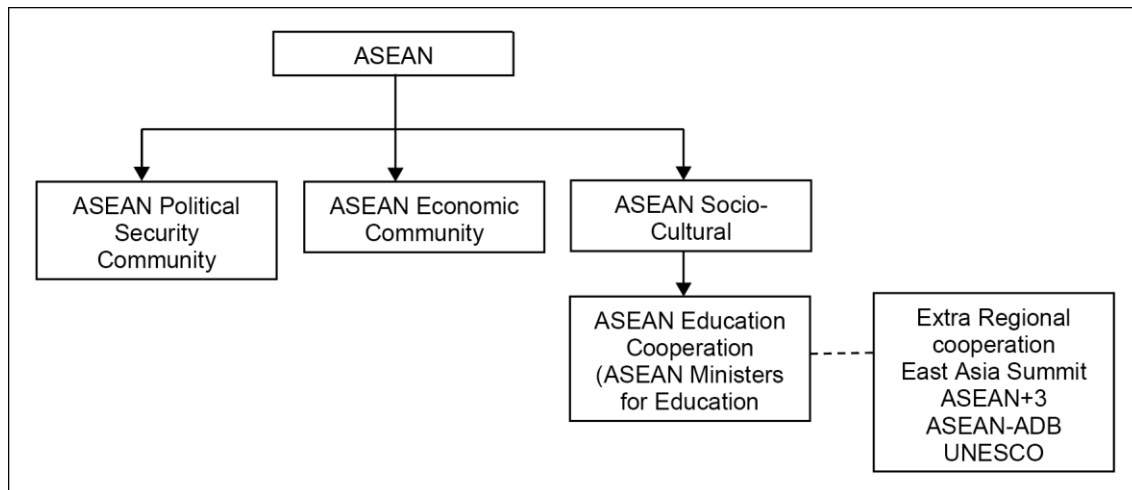 ASEAN
ASEAN Political
Security
Community
ASEAN Economic
Community
ASEAN Socio-
Cultural
ASEAN Education
Cooperation
(ASEAN Ministers
for Education
Extra Regional
cooperation
East Asia Summit
ASEAN+3
ASEAN-ADB
UNESCO